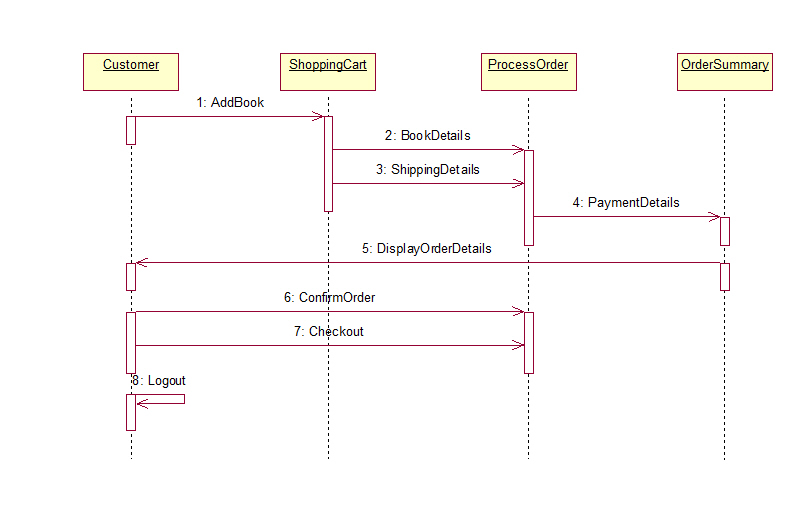 Customer
ShoppingCart
ProcessOrder
OrderSummary
1: AddBook
2: BookDetails
3: ShippingDetails
4: PaymentDetails
5: DisplayOrderDetails
6: ConfirmOrder
7: Checkout
8: Logout